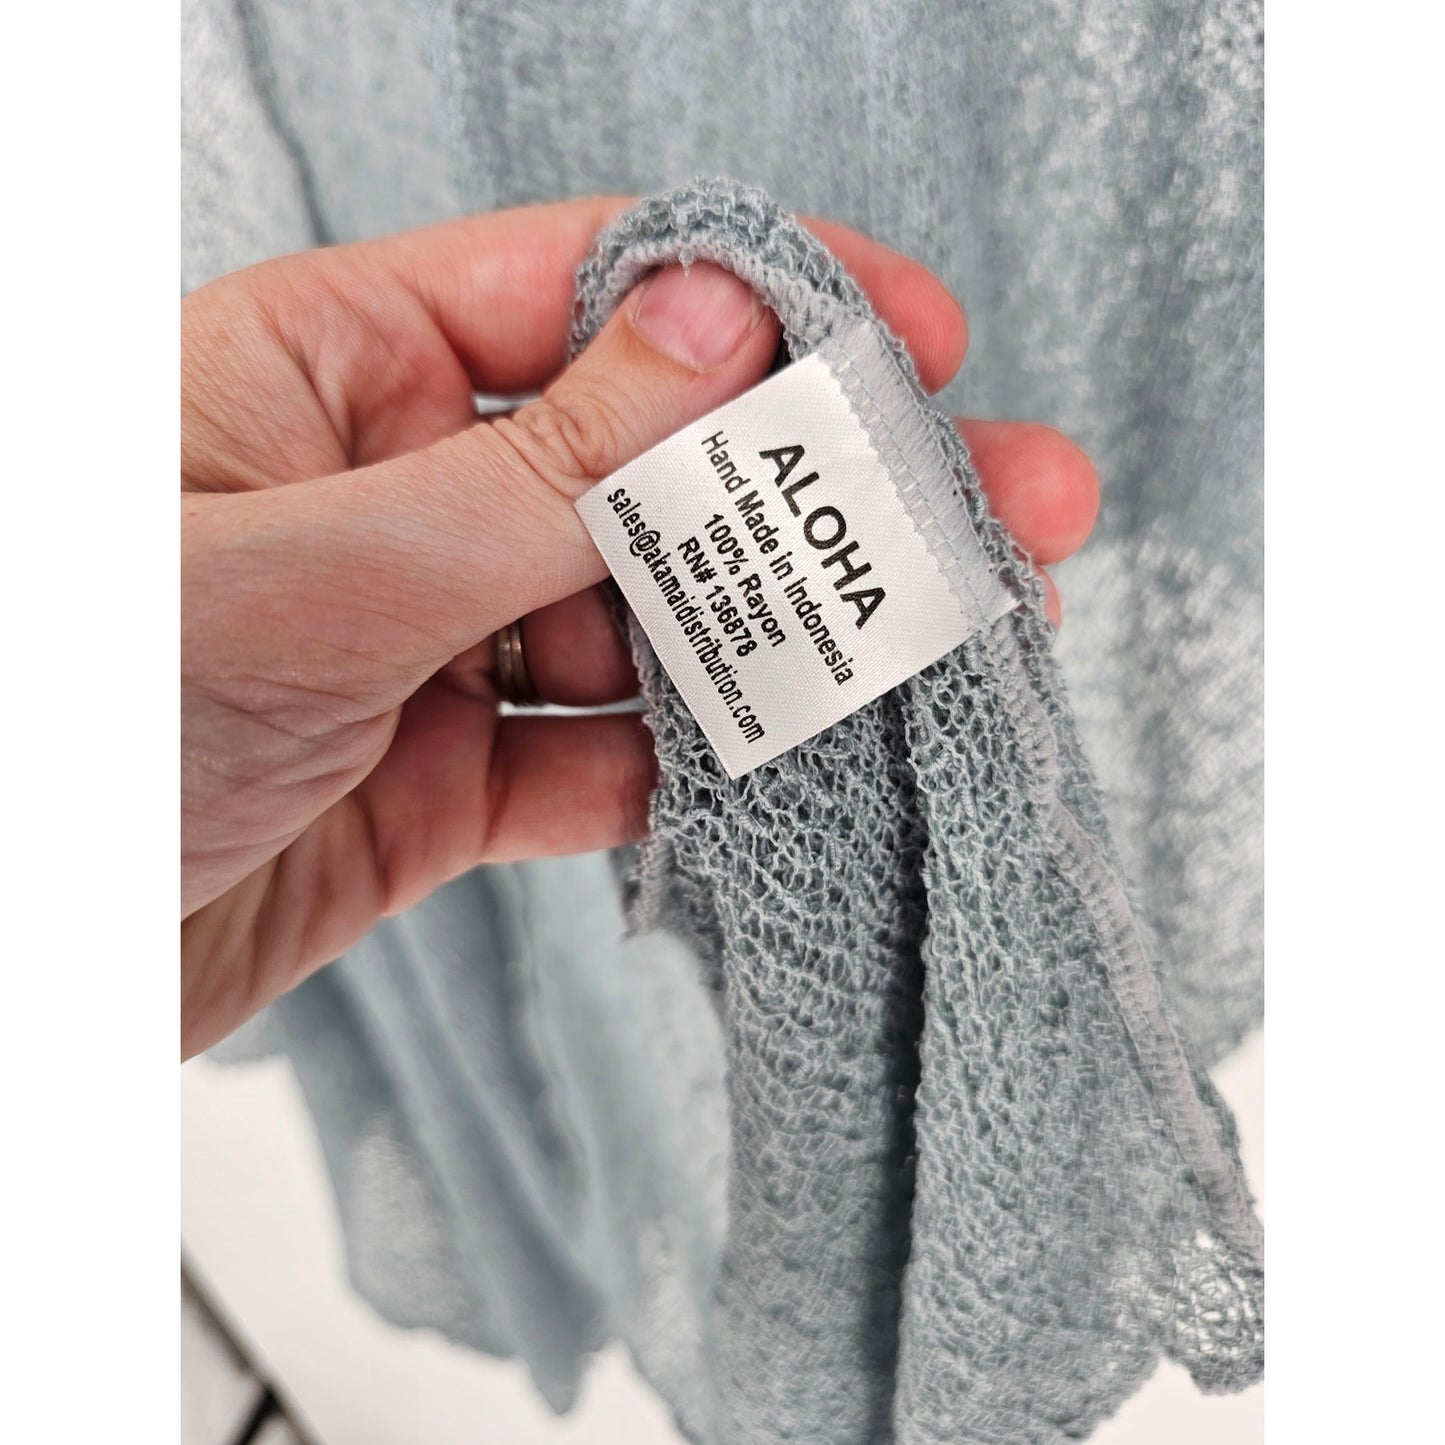 ALOHA
Hand Made in Indonesia
100% Rayon
RN# 136878
sales@akamaidistribution.com